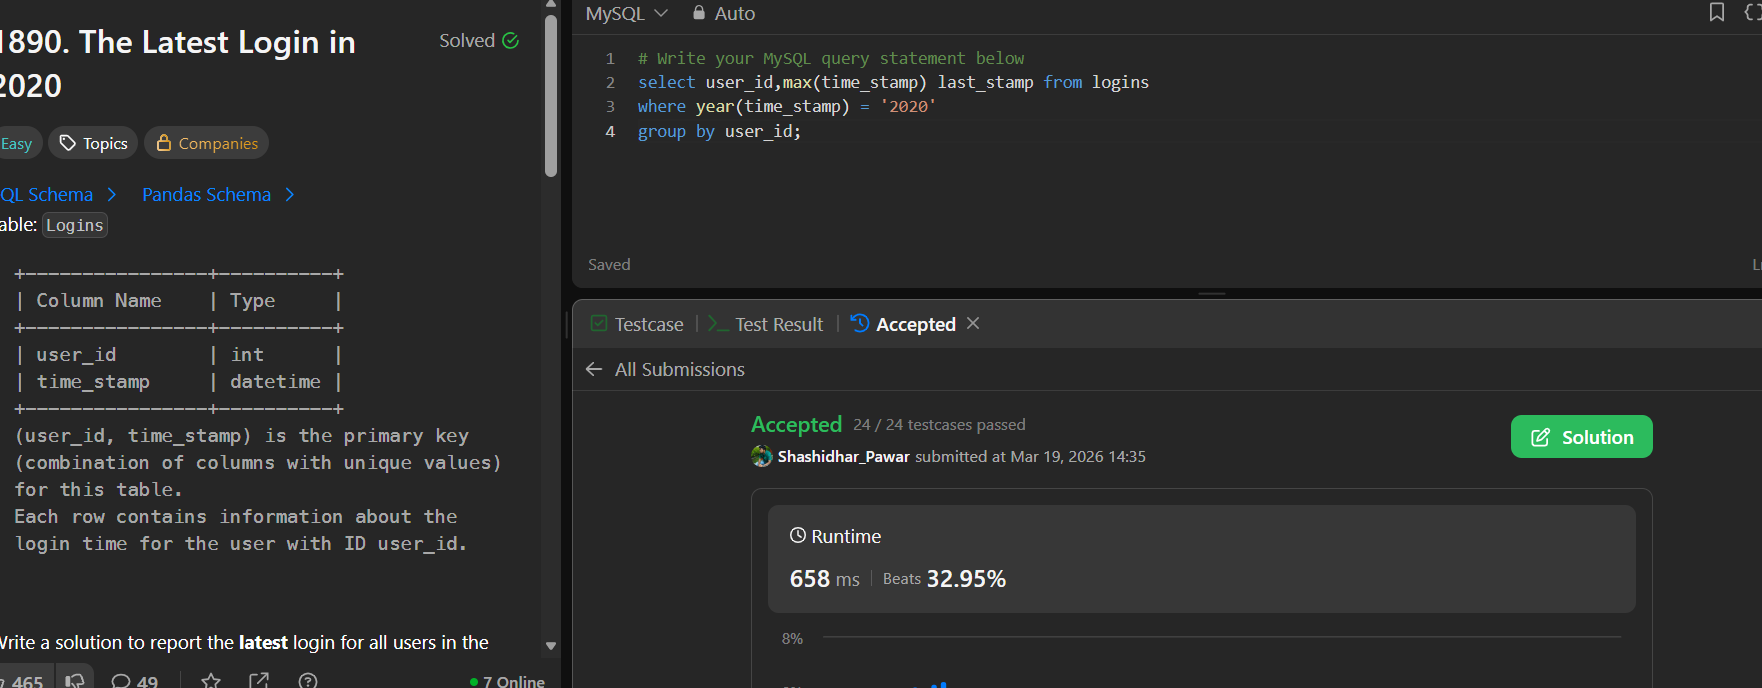 1890. The Latest Login in
2020
Solved
Easy
Topics
Companies
QL Schema
Pandas Schema
able: Logins
+----------------+----------+
| Column Name    | Type     |
+----------------+----------+
| user_id        | int      |
| time_stamp     | datetime |
+----------------+----------+
(user_id, time_stamp) is the primary key
(combination of columns with unique values)
for this table.
Each row contains information about the
login time for the user with ID user_id.
Write a solution to report the latest login for all users in the
465
49
7 Online
MySQL
Auto
1 # Write your MySQL query statement below
2 select user_id,max(time_stamp) last_stamp from logins
3 where year(time_stamp) = '2020'
4 group by user_id;
Saved
Testcase
Test Result
Accepted
All Submissions
Accepted 24 / 24 testcases passed
Shashidhar_Pawar submitted at Mar 19, 2026 14:35
Solution
Runtime
658 ms
Beats 32.95%
8%